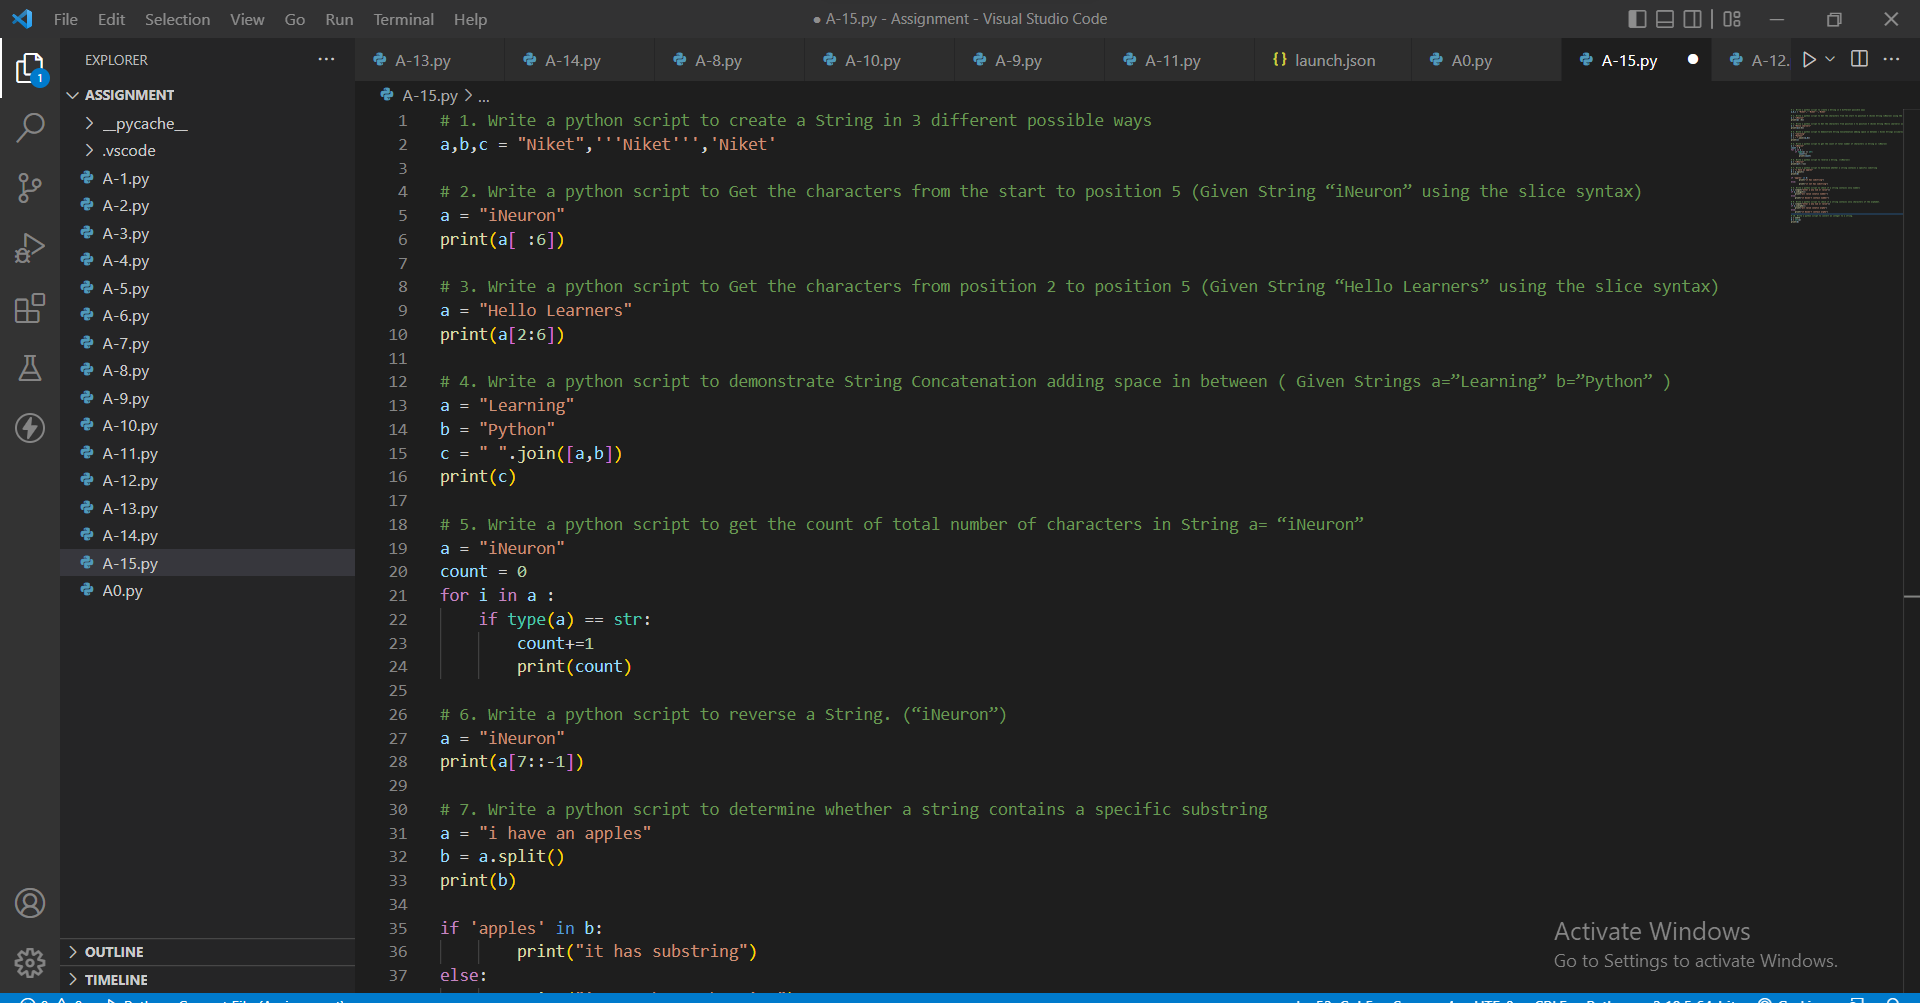 File Edit Selection View Go Run Terminal Help
● A-15.py - Assignment - Visual Studio Code
EXPLORER
A-13.py A-14.py A-8.py A-10.py A-9.py A-11.py {} launch.json A0.py A-15.py A-12.
A-15.py > ...
1
ASSIGNMENT
__pycache__
.vscode
A-1.py
A-2.py
A-3.py
A-4.py
A-5.py
A-6.py
A-7.py
A-8.py
A-9.py
A-10.py
A-11.py
A-12.py
A-13.py
A-14.py
A-15.py
A0.py
OUTLINE
TIMELINE
1 # 1. Write a python script to create a String in 3 different possible ways
2 a,b,c = "Niket",'''Niket''','Niket'
3
4 # 2. Write a python script to Get the characters from the start to position 5 (Given String “iNeuron” using the slice syntax)
5 a = "iNeuron"
6 print(a[ :6])
7
8 # 3. Write a python script to Get the characters from position 2 to position 5 (Given String “Hello Learners” using the slice syntax)
9 a = "Hello Learners"
10 print(a[2:6])
11
12 # 4. Write a python script to demonstrate String Concatenation adding space in between ( Given Strings a=”Learning” b=”Python” )
13 a = "Learning"
14 b = "Python"
15 c = " ".join([a,b])
16 print(c)
17
18 # 5. Write a python script to get the count of total number of characters in String a= “iNeuron”
19 a = "iNeuron"
20 count = 0
21 for i in a :
22     if type(a) == str:
23         count+=1
24         print(count)
25
26 # 6. Write a python script to reverse a String. (“iNeuron”)
27 a = "iNeuron"
28 print(a[7::-1])
29
30 # 7. Write a python script to determine whether a string contains a specific substring
31 a = "i have an apples"
32 b = a.split()
33 print(b)
34
35 if 'apples' in b:
36         print("it has substring")
37 else:
Activate Windows
Go to Settings to activate Windows.